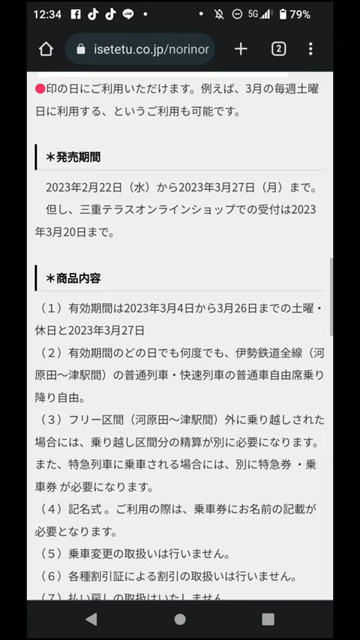 12:34
5G 79%
isetetu.co.jp/norinor
2
●印の日にご利用いただけます。例えば、3月の毎週土曜
日に利用する、というご利用も可能です。
＊発売期間
2023年2月22日（水）から2023年3月27日（月）まで。
但し、三重テラスオンラインショップでの受付は2023
年3月20日まで。
＊商品内容
（１）有効期間は2023年3月4日から3月26日までの土曜・
休日と2023年3月27日
（２）有効期間のどの日でも何度でも、伊勢鉄道全線（河
原田〜津駅間）の普通列車・快速列車の普通車自由席乗り
降り自由。
（３）フリー区間（河原田〜津駅間）外に乗り越しされた
場合には、乗り越し区間分の精算が別に必要になります。
また、特急列車に乗車される場合には、別に特急券 ・乗
車券 が必要になります。
（４）記名式 。ご利用の際は、乗車券にお名前の記載が
必要となります。
（５）乗車変更の取扱いは行いません。
（６）各種割引証による割引の取扱いは行いません。
（７）払い戻しの取扱はいたしません